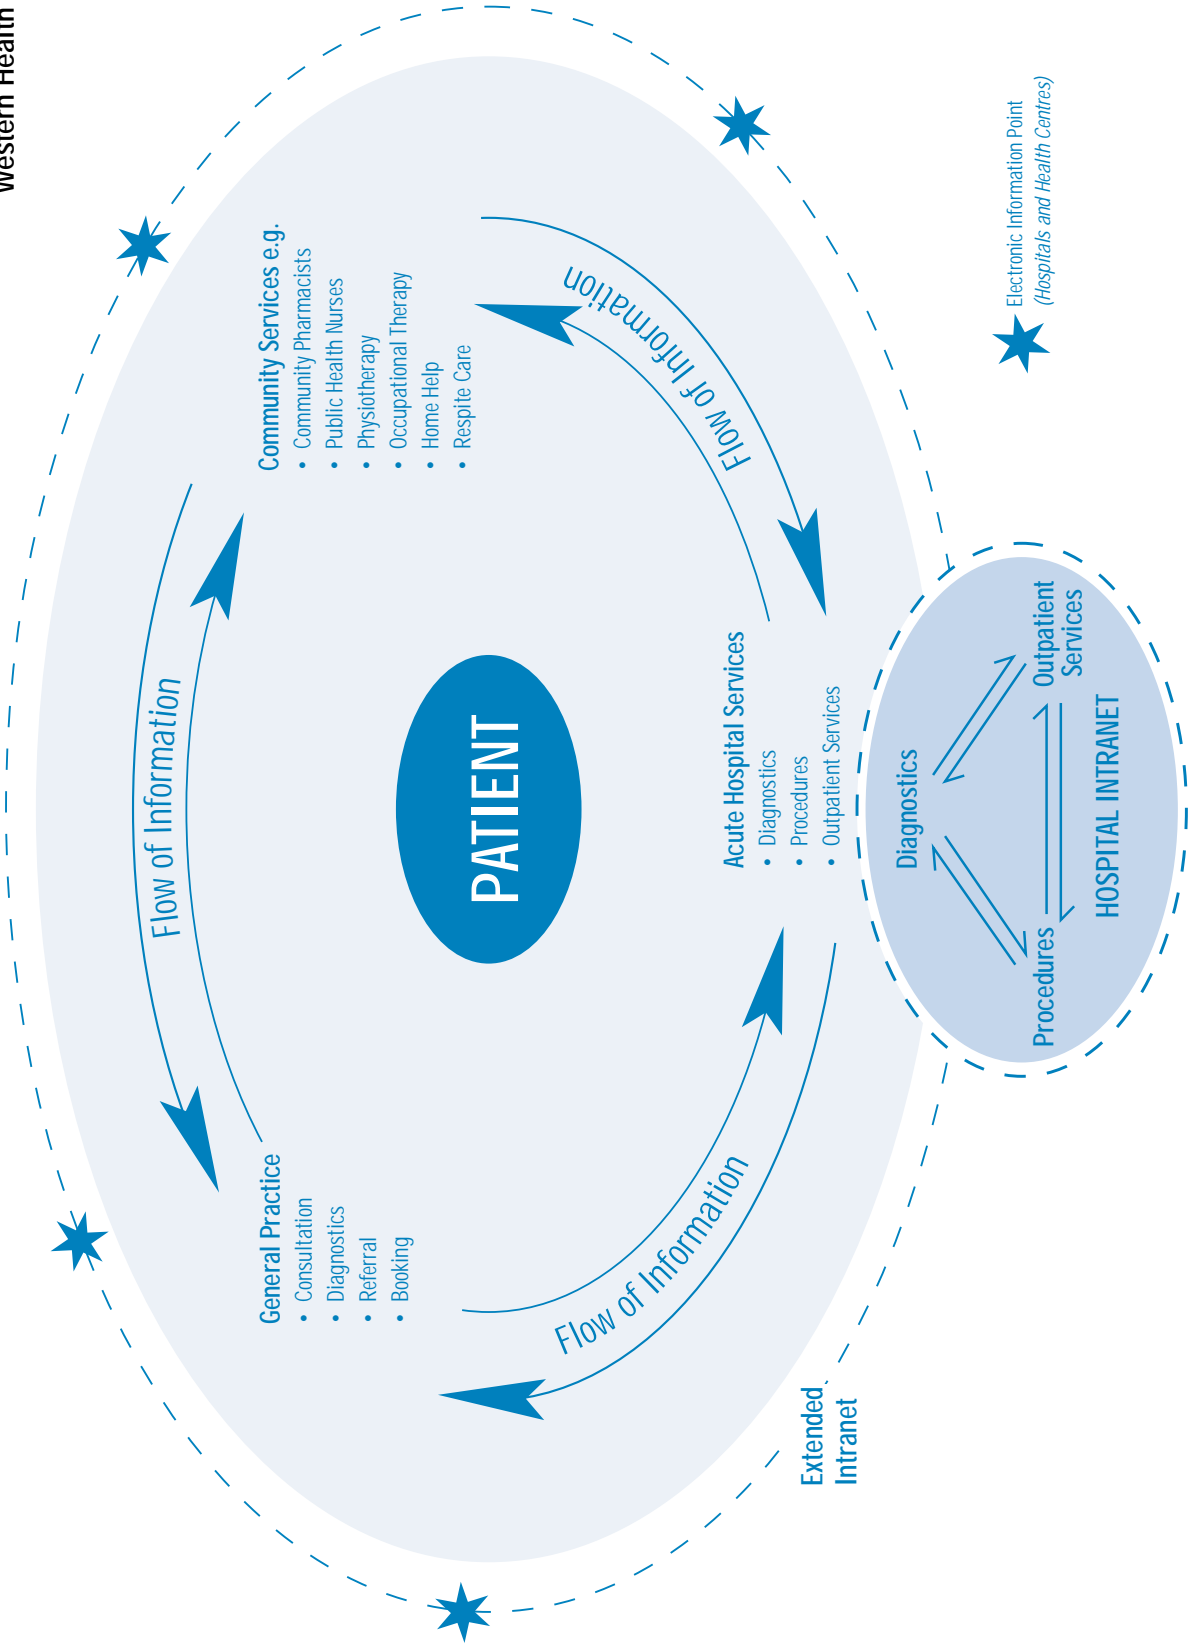 Western Health
Flow of Information
General Practice
• Consultation
• Diagnostics
• Referral
• Booking
Community Services e.g.
• Community Pharmacists
• Public Health Nurses
• Physiotherapy
• Occupational Therapy
• Home Help
• Respite Care
PATIENT
Flow of Information
Flow of Information
Acute Hospital Services
• Diagnostics
• Procedures
• Outpatient Services
Extended
Intranet
Diagnostics
Procedures
Outpatient
Services
HOSPITAL INTRANET
Electronic Information Point
(Hospitals and Health Centres)